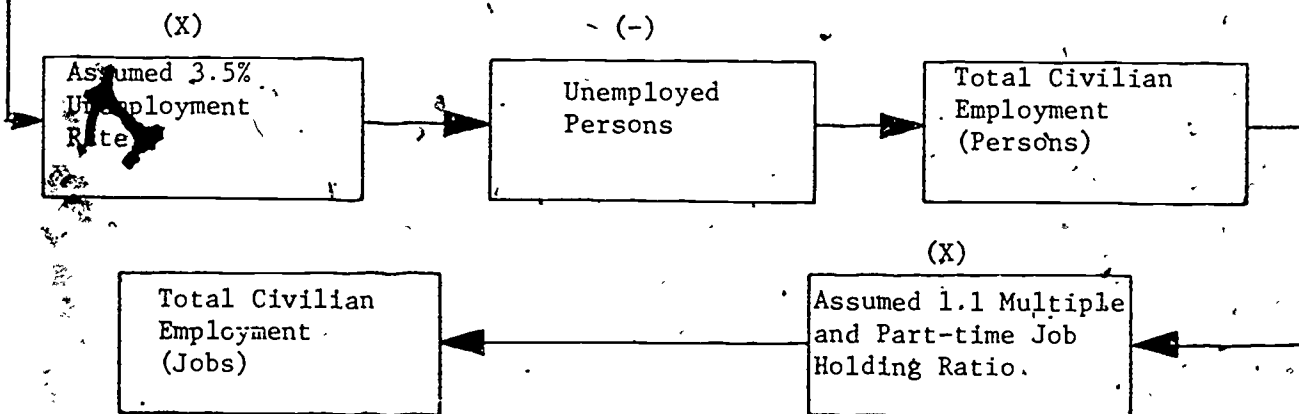 (X)
Assumed 3.5%
Unemployment
Rate
(-)
Unemployed
Persons
Total Civilian
Employment
(Persons)
(X)
Assumed 1.1 Multiple
and Part-time Job
Holding Ratio.
Total Civilian
Employment
(Jobs)